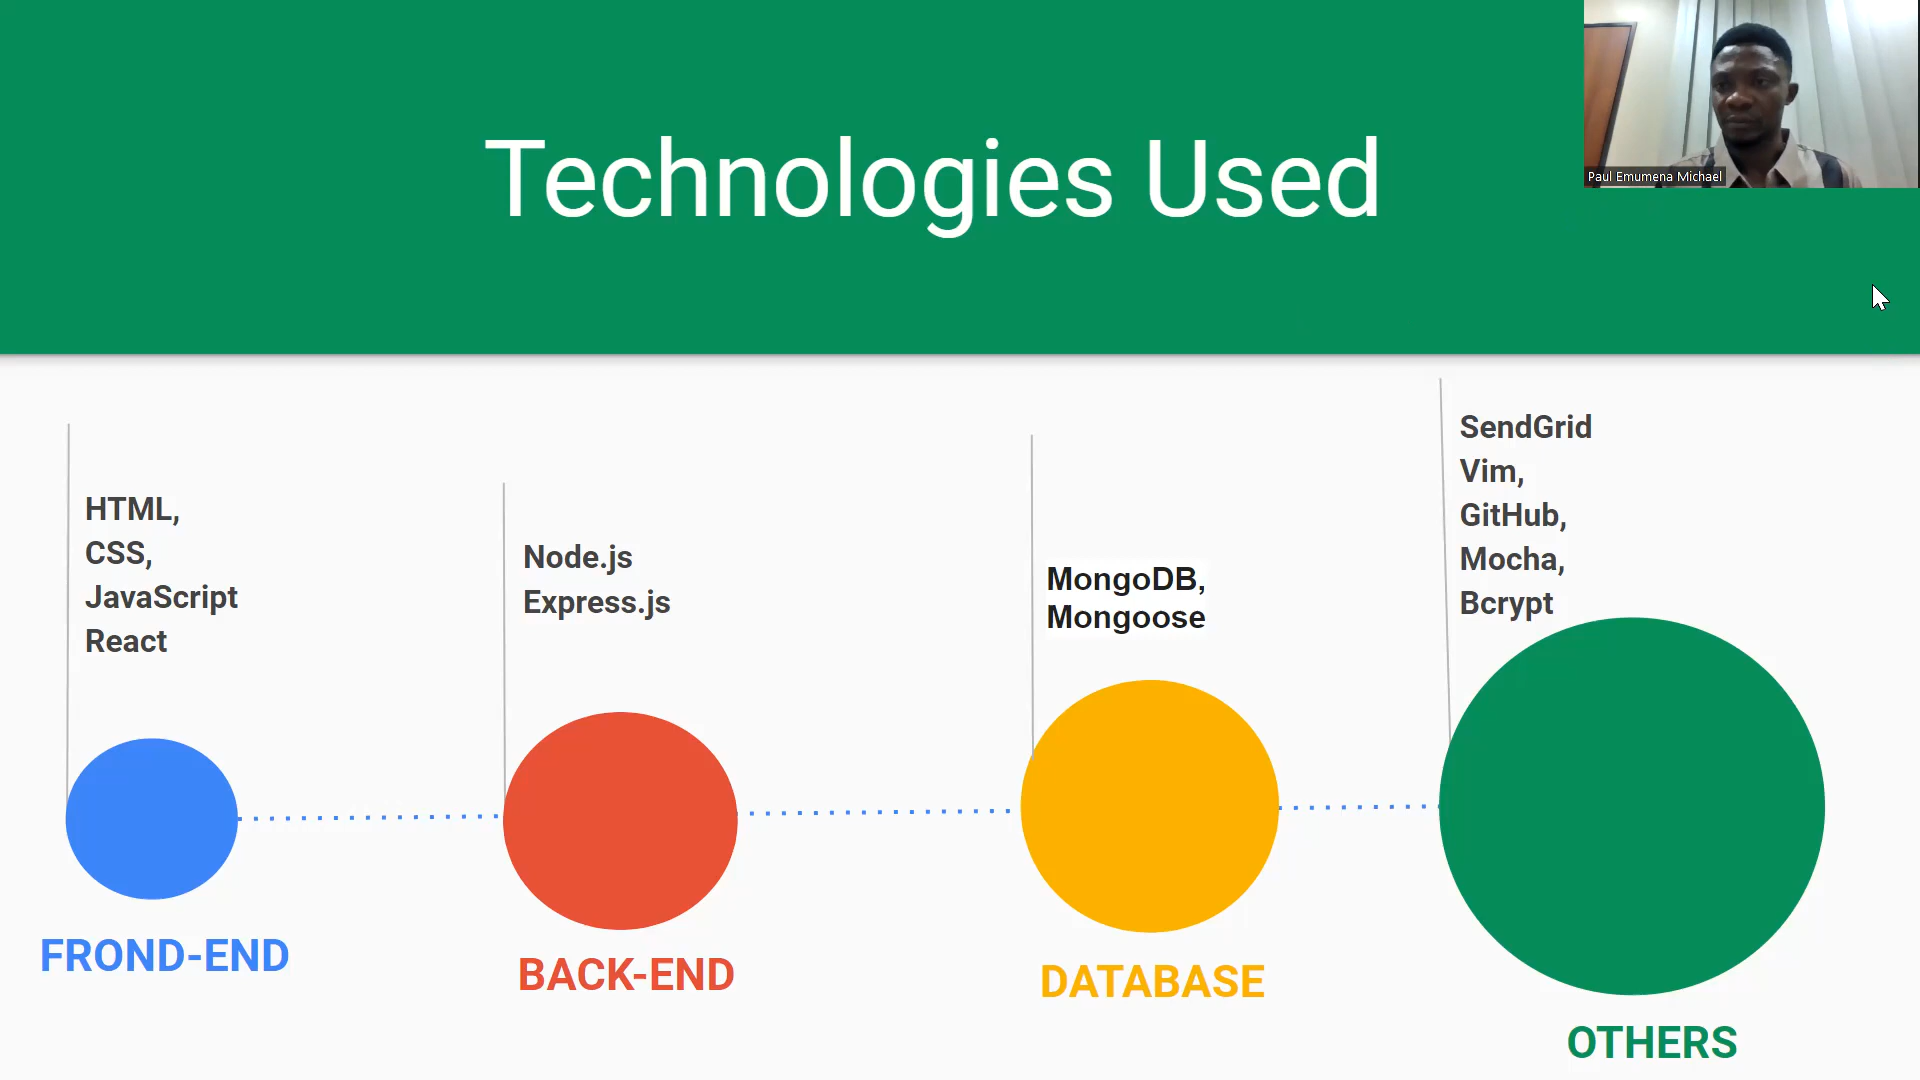 Technologies Used
Paul Emumena Michael
HTML,
CSS,
JavaScript
React
FROND-END
Node.js
Express.js
BACK-END
MongoDB,
Mongoose
DATABASE
SendGrid
Vim,
GitHub,
Mocha,
Bcrypt
OTHERS